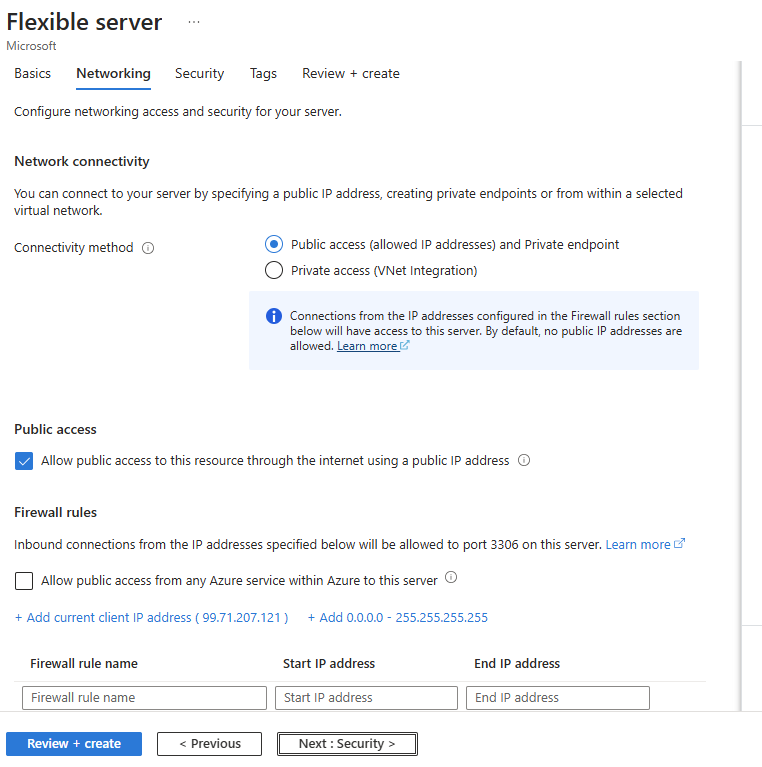 Flexible server ...
Microsoft
Basics Networking Security Tags Review + create
Configure networking access and security for your server.
Network connectivity
You can connect to your server by specifying a public IP address, creating private endpoints or from within a selected
virtual network.
Connectivity method
Public access (allowed IP addresses) and Private endpoint
Private access (VNet Integration)
Connections from the IP addresses configured in the Firewall rules section
below will have access to this server. By default, no public IP addresses are
allowed. Learn more
Public access
Allow public access to this resource through the internet using a public IP address
Firewall rules
Inbound connections from the IP addresses specified below will be allowed to port 3306 on this server. Learn more
Allow public access from any Azure service within Azure to this server
+ Add current client IP address ( 99.71.207.121 ) + Add 0.0.0.0 - 255.255.255.255
Firewall rule name Start IP address End IP address
Firewall rule name Start IP address End IP address
Review + create < Previous Next : Security >